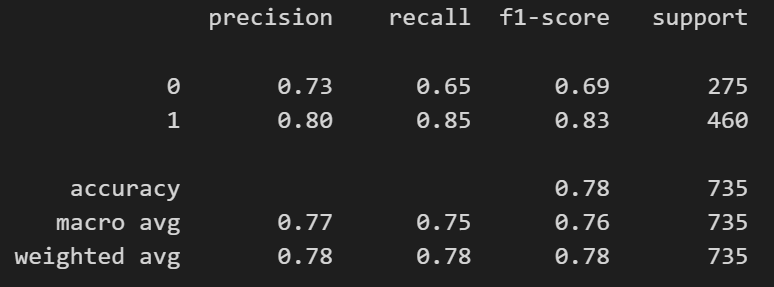 precision recall f1-score support
0 0.73 0.65 0.69 275
1 0.80 0.85 0.83 460
accuracy 0.78 735
macro avg 0.77 0.75 0.76 735
weighted avg 0.78 0.78 0.78 735